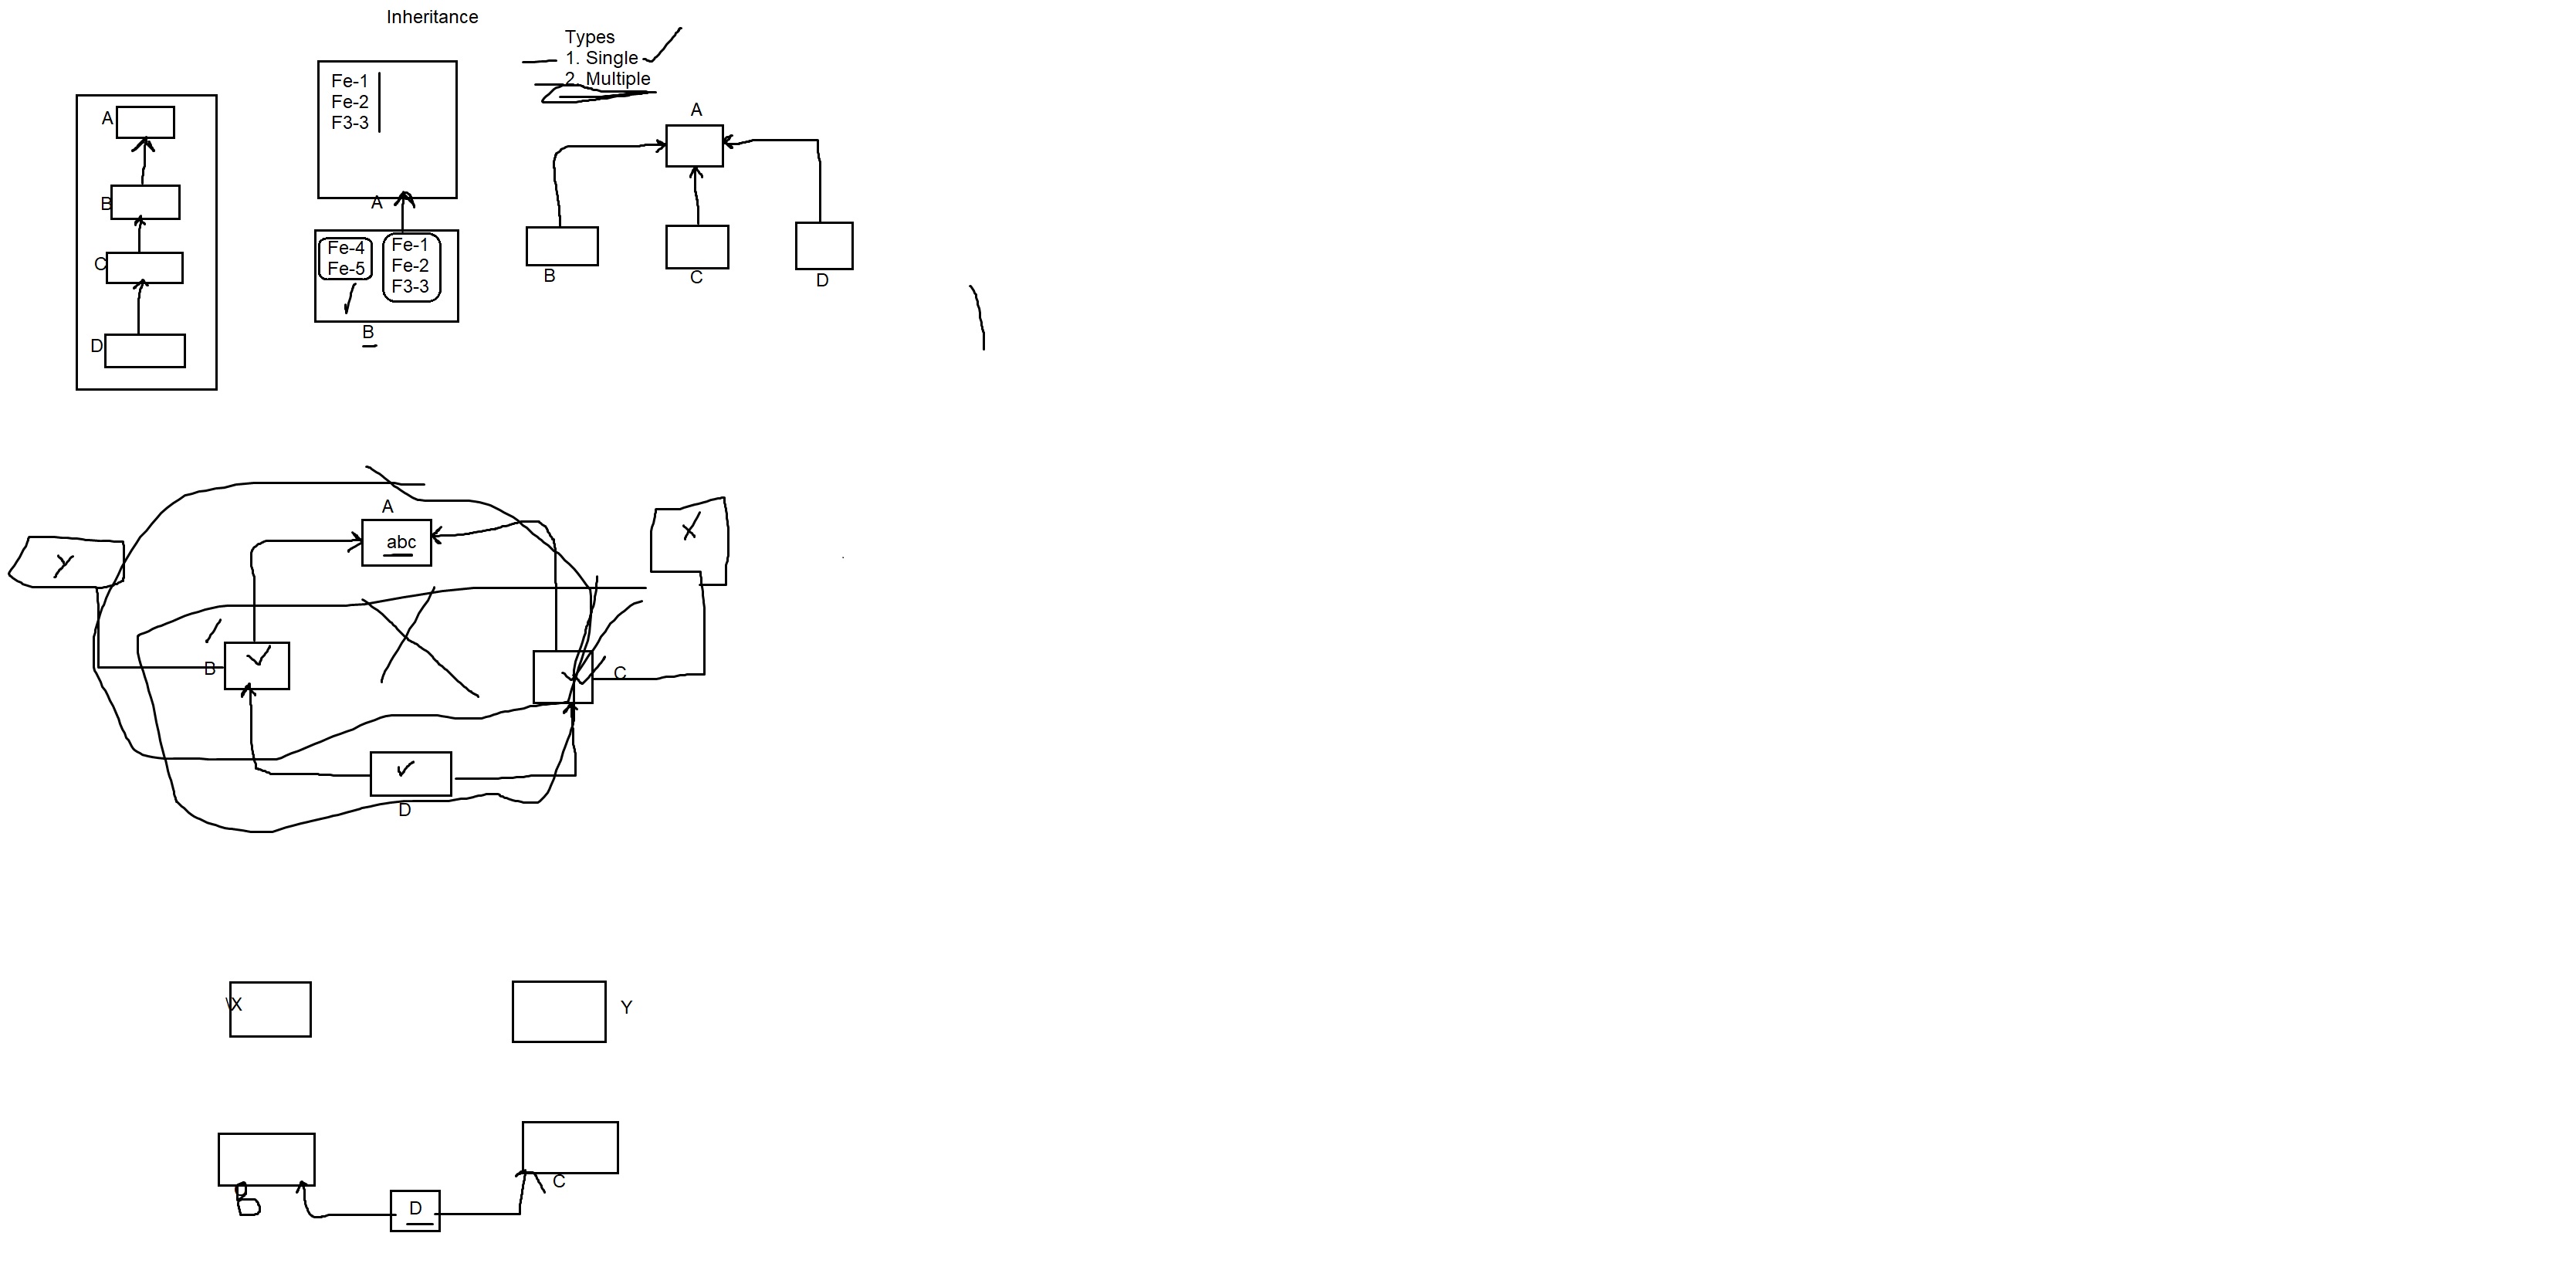 Inheritance
Types
1. Single
2. Multiple
Fe-1
Fe-2
F3-3
A
Fe-4
Fe-5
Fe-1
Fe-2
F3-3
B
A
B
C
D
A
B
C
D
A
abc
Y
X
B
C
D
\X
Y
B
C
D